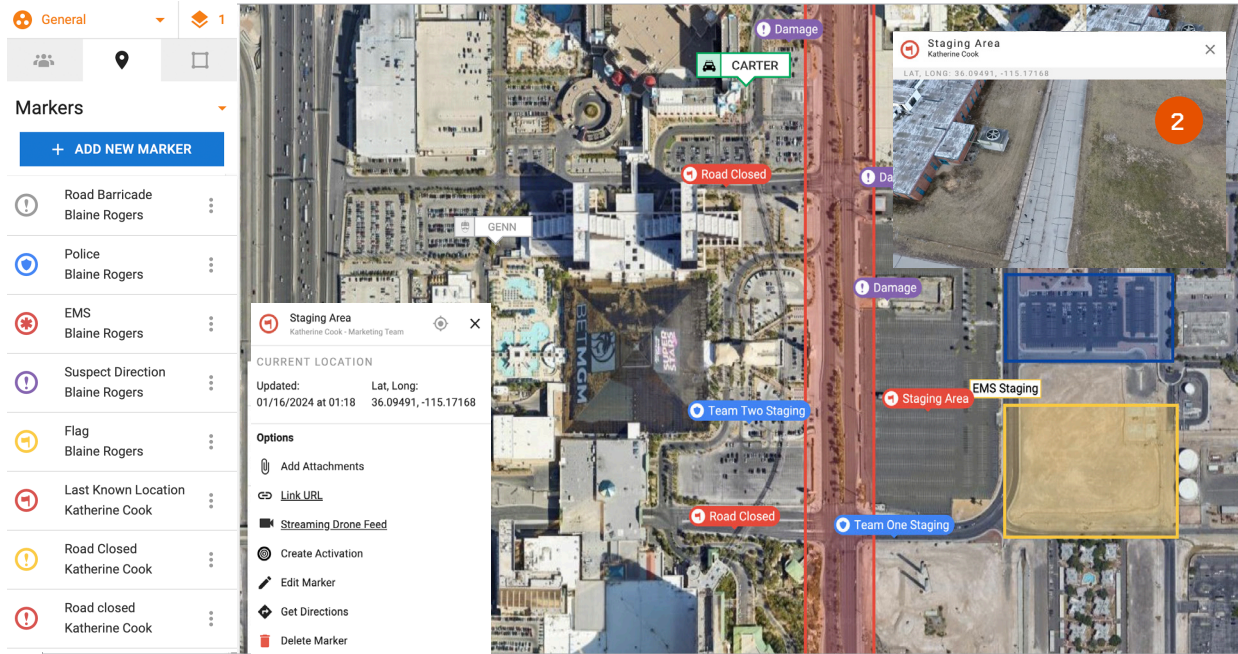 General
1
Markers
+ ADD NEW MARKER
Road Barricade
Blaine Rogers
Police
Blaine Rogers
EMS
Blaine Rogers
Suspect Direction
Blaine Rogers
Flag
Blaine Rogers
Last Known Location
Katherine Cook
Road Closed
Katherine Cook
Road closed
Katherine Cook
Damage
CARTER
Road Closed
Da
GENN
Damage
BETMGM
SUPER
STARS
Team Two Staging
Staging Area
EMS Staging
Road Closed
Team One Staging
Staging Area
Katherine Cook - Marketing Team
CURRENT LOCATION
Updated:
01/16/2024 at 01:18
Lat, Long:
36.09491, -115.17168
Options
Add Attachments
Link URL
Streaming Drone Feed
Create Activation
Edit Marker
Get Directions
Delete Marker
Staging Area
Katherine Cook
LAT, LONG: 36.09491, -115.17168
2